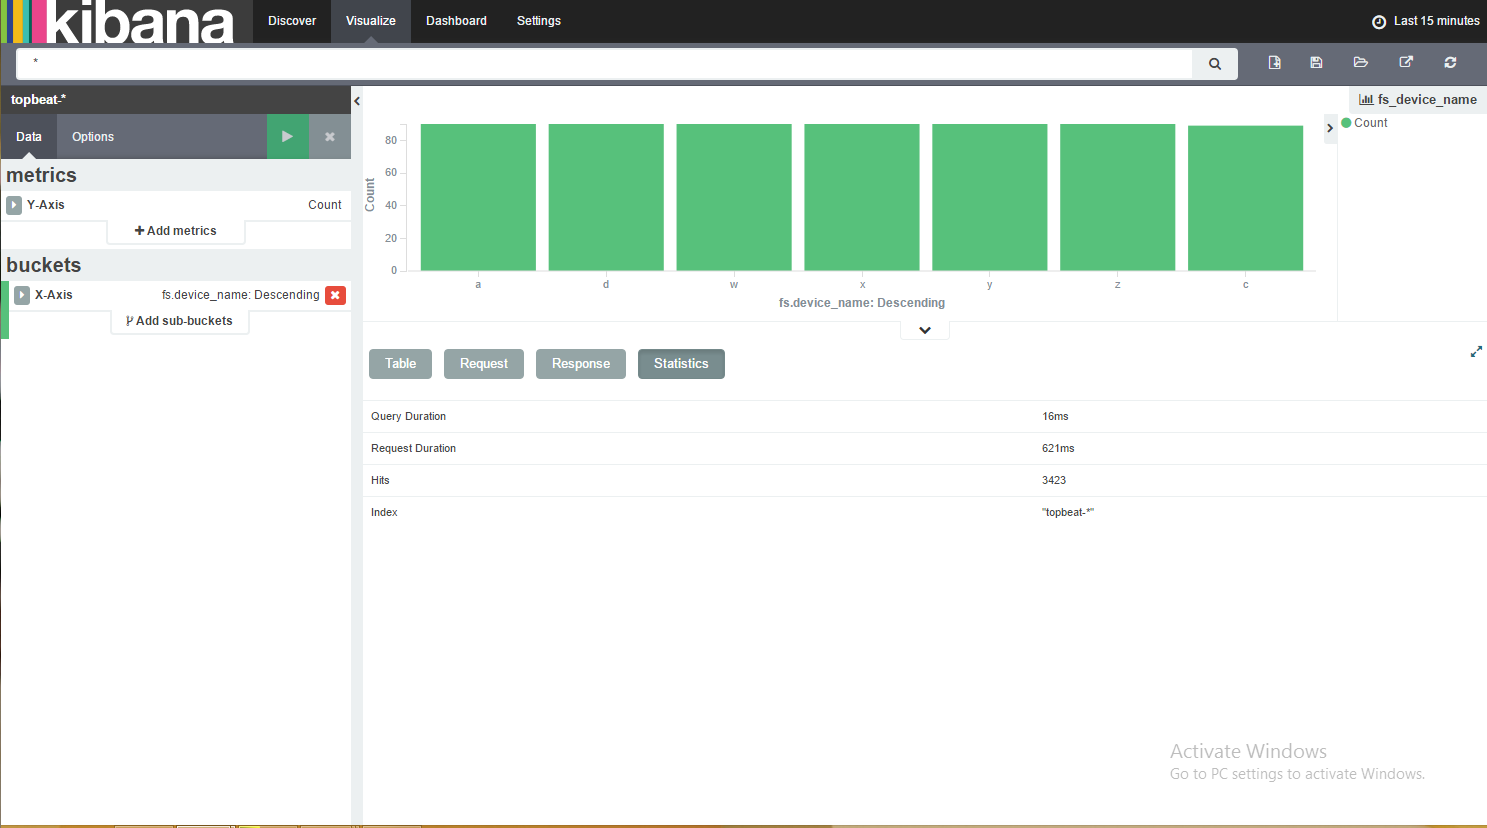 kibana Discover Visualize Dashboard Settings Last 15 minutes
*
topbeat-*
Data Options
metrics
Y-Axis Count
Add metrics
buckets
X-Axis fs.device_name: Descending
Add sub-buckets
fs_device_name
Count
80
60
40
20
0
Count
a d w x y z c
fs.device_name: Descending
Table Request Response Statistics
Query Duration 16ms
Request Duration 621ms
Hits 3423
Index "topbeat-*"
Activate Windows
Go to PC settings to activate Windows.